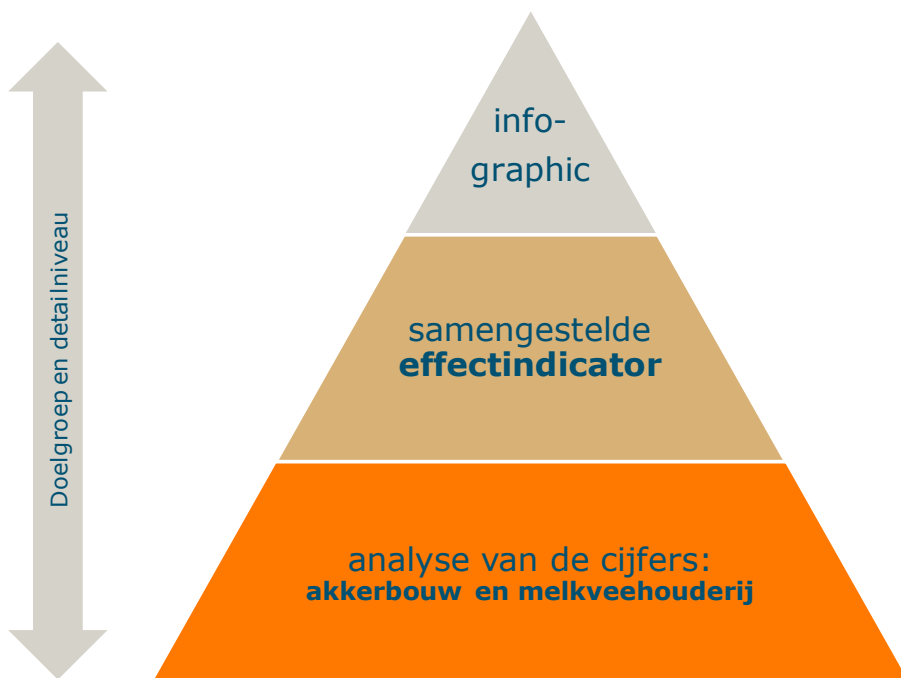 info-
graphic
samengestelde
effectindicator
analyse van de cijfers:
akkerbouw en melkveehouderij
Doelgroep en detailniveau